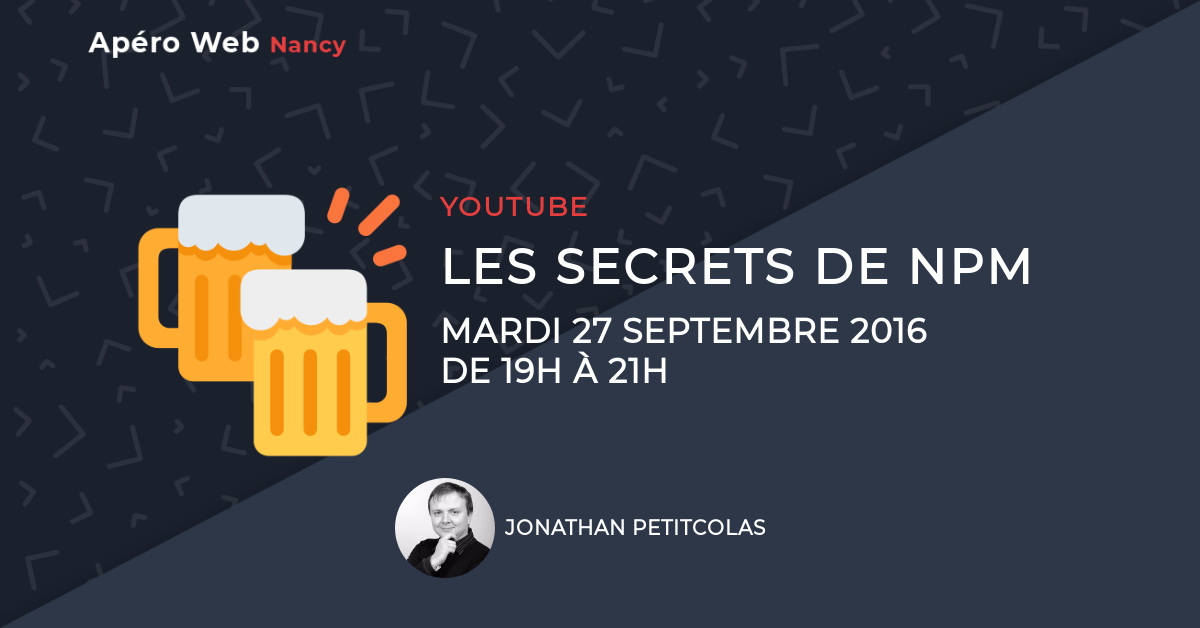 Apéro Web Nancy
YOUTUBE
LES SECRETS DE NPM
MARDI 27 SEPTEMBRE 2016
DE 19H À 21H
JONATHAN PETITCOLAS